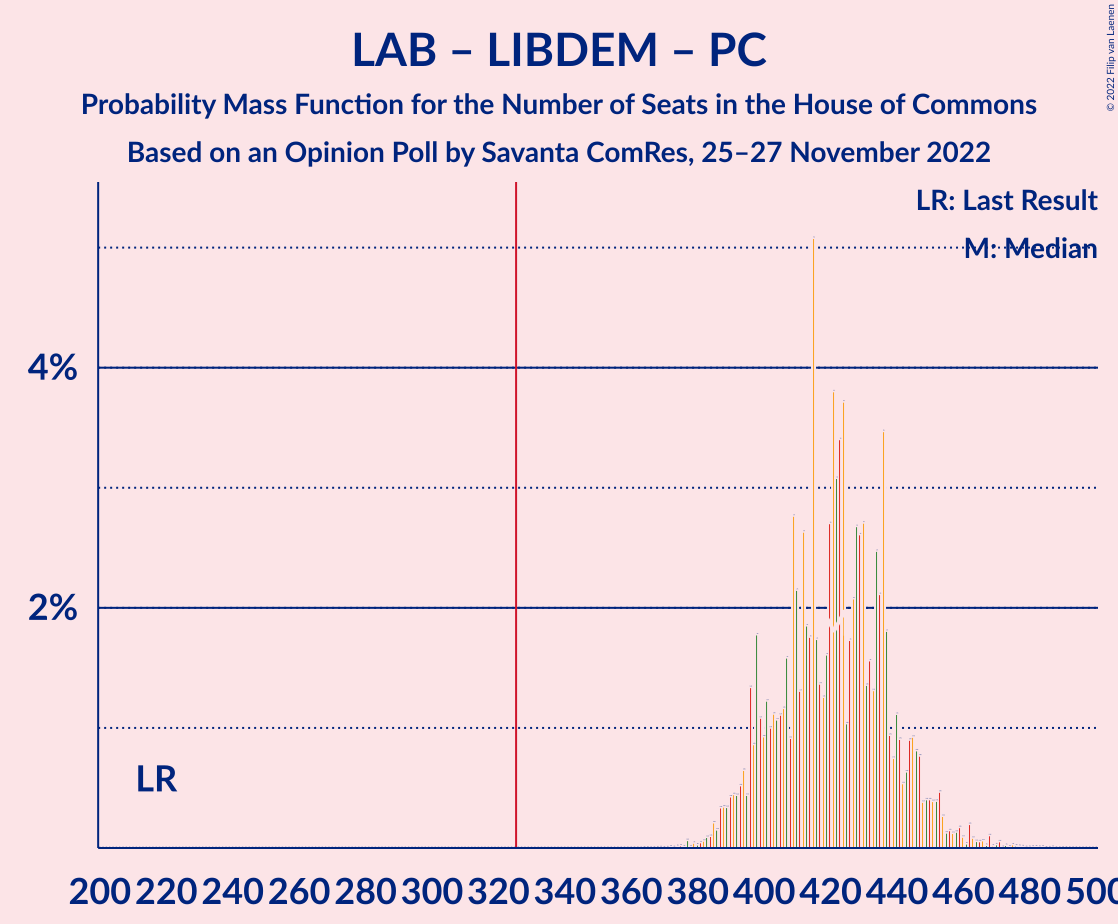 LAB – LIBDEM – PC
Probability Mass Function for the Number of Seats in the House of Commons
Based on an Opinion Poll by Savanta ComRes, 25–27 November 2022
© 2022 Filip van Laenen
LR: Last Result
M: Median
4%
2%
LR
200 220 240 260 280 300 320 340 360 380 400 420 440 460 480 500